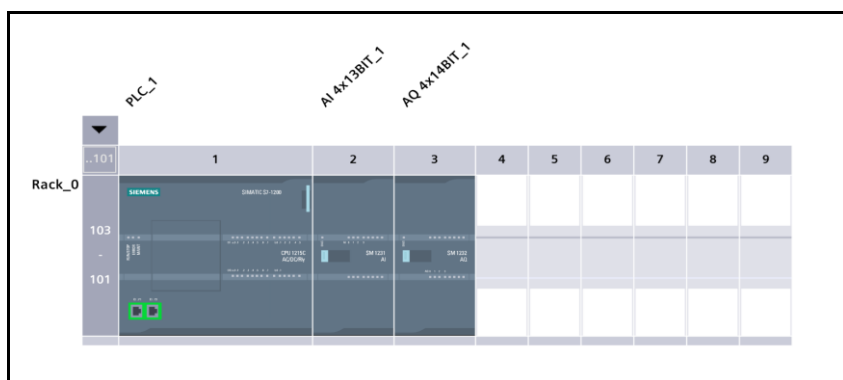 PLC_1
AI 4x13BIT_1
AQ 4x14BIT_1
..101
1 2 3 4 5 6 7 8 9
Rack_0
SIEMENS
SIMATIC S7-1200
103
-
101
CPU 1215C
AC/DC/Rly
SM 1231
AI
SM 1232
AQ